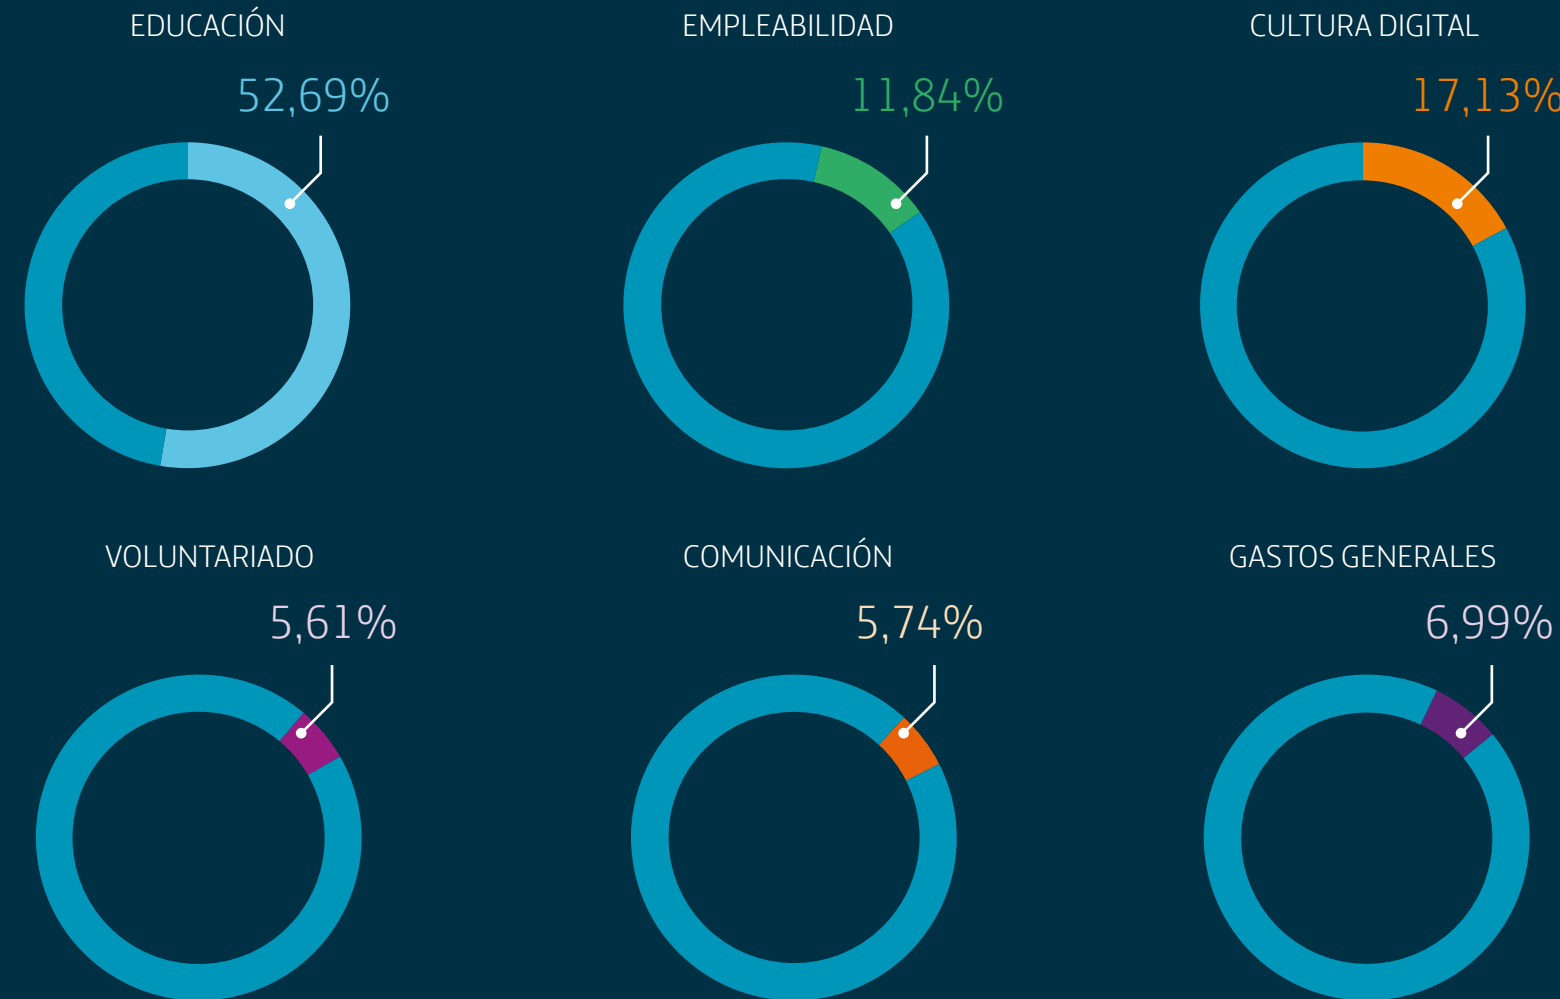 EDUCACIÓN
52,69%
EMPLEABILIDAD
11,84%
CULTURA DIGITAL
17,13%
VOLUNTARIADO
5,61%
COMUNICACIÓN
5,74%
GASTOS GENERALES
6,99%